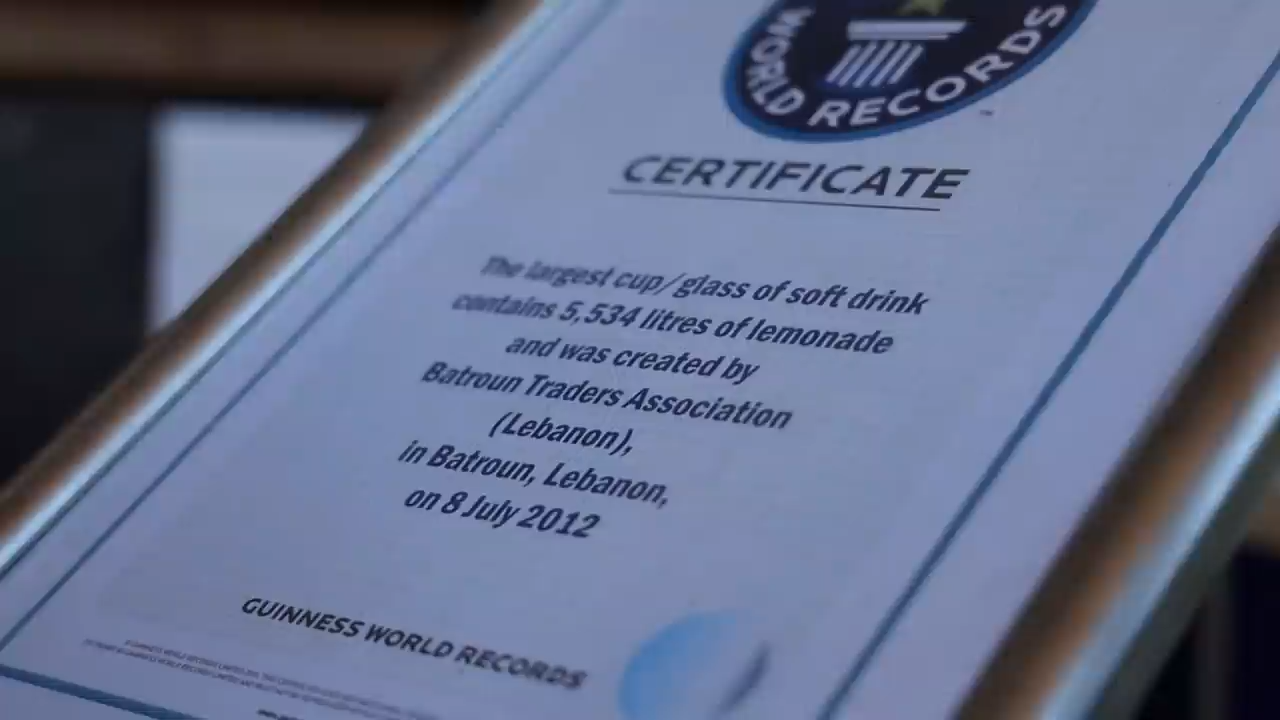 WORLD RECORDS
™
CERTIFICATE
The largest cup/glass of soft drink
contains 5,534 litres of lemonade
and was created by
Batroun Traders Association
(Lebanon),
in Batroun, Lebanon,
on 8 July 2012
GUINNESS WORLD RECORDS